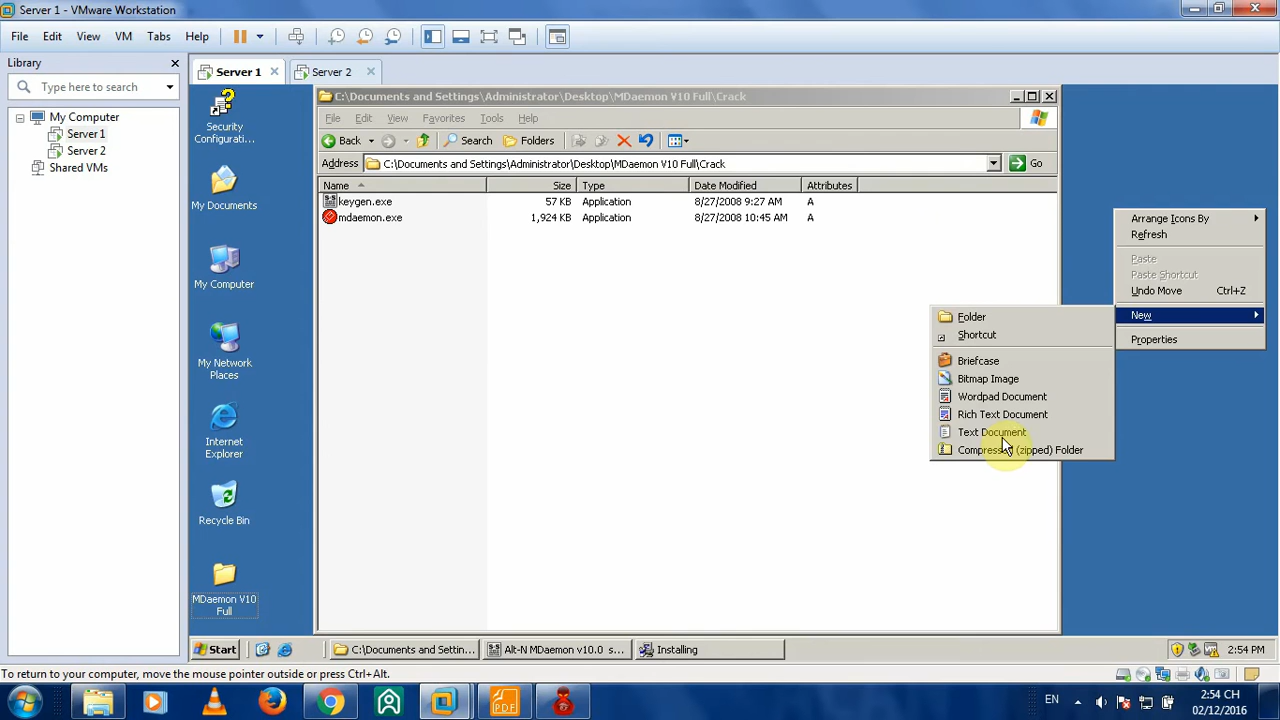 Server 1 - VMware Workstation
File Edit View VM Tabs Help
Library
Type here to search
My Computer
Server 1
Server 2
Shared VMs
Server 1
Server 2
Security
Configurati...
My Documents
My Computer
My Network
Places
Internet
Explorer
Recycle Bin
MDaemon V10
Full
C:\Documents and Settings\Administrator\Desktop\MDaemon V10 Full\Crack
File Edit View Favorites Tools Help
Back Search Folders
Address C:\Documents and Settings\Administrator\Desktop\MDaemon V10 Full\Crack Go
Name Size Type Date Modified Attributes
keygen.exe 57 KB Application 8/27/2008 9:27 AM A
mdaemon.exe 1,924 KB Application 8/27/2008 10:45 AM A
Arrange Icons By
Refresh
Paste
Paste Shortcut
Undo Move Ctrl+Z
New
Properties
Folder
Shortcut
Briefcase
Bitmap Image
Wordpad Document
Rich Text Document
Text Document
Compressed (zipped) Folder
Start C:\Documents and Settin... Alt-N MDaemon v10.0 s... Installing 2:54 PM
To return to your computer, move the mouse pointer outside or press Ctrl+Alt.
PDF
EN 2:54 CH
02/12/2016